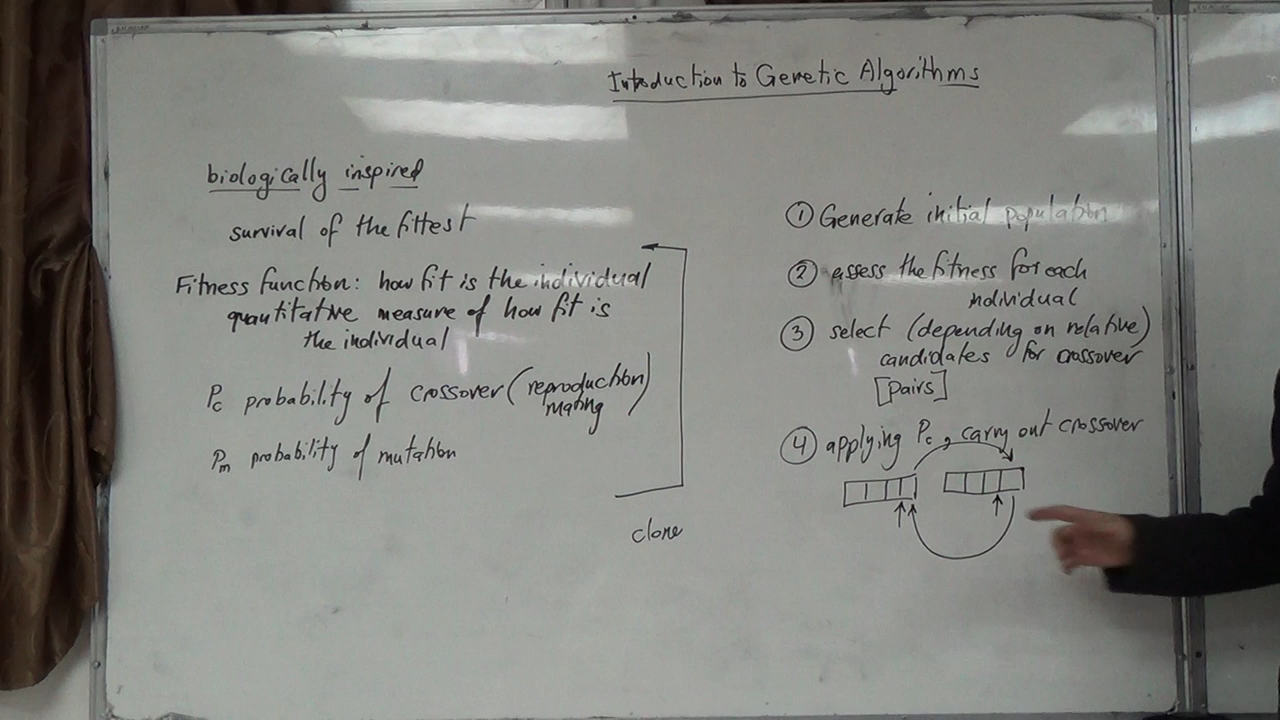 Introduction to Genetic Algorithms
biologically inspired
survival of the fittest
Fitness function: how fit is the individual
quantitative measure of how fit is
the individual
Pc probability of crossover (reproduction)
mating
Pm probability of mutation
clone
① Generate initial population
② assess the fitness for each
individual
③ select (depending on relative)
candidates for crossover
[pairs]
④ applying Pc, carry out crossover